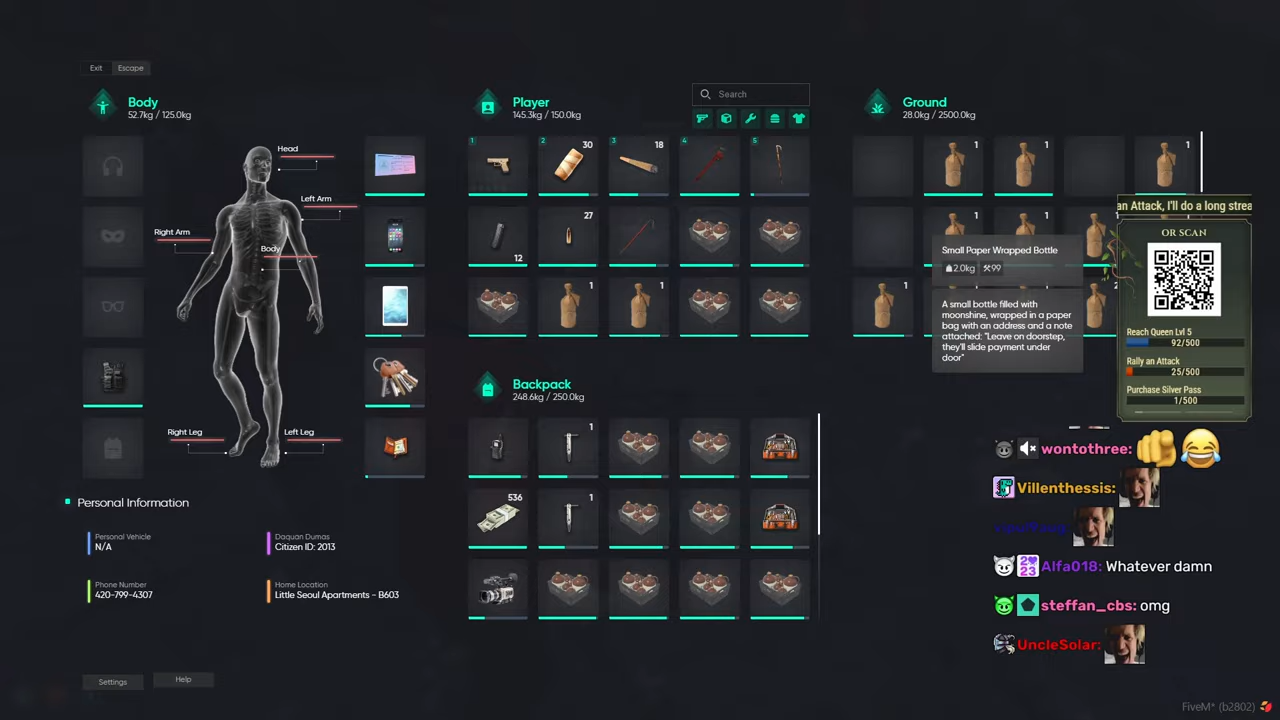 Exit Escape
Body
52.7kg / 125.0kg
Player
145.3kg / 150.0kg
Search
Ground
28.0kg / 2500.0kg
Head
Left Arm
Right Arm
Body
Right Leg
Left Leg
1
2 30
3 18
4
5
12
27
1
1
1
1
1
1
1
1
1
Backpack
248.6kg / 250.0kg
1
536
1
Small Paper Wrapped Bottle
2.0kg 99
A small bottle filled with
moonshine, wrapped in a paper
bag with an address and a note
attached: "Leave on doorstep,
they'll slide payment under
door"
an Attack, I'll do a long strea
OR SCAN
Reach Queen Lvl 5
92/500
Rally an Attack
25/500
Purchase Silver Pass
1/500
wontothree:
Villenthessis:
2023 Alfa018: Whatever damn
steffan_cbs: omg
UncleSolar:
Personal Information
Personal Vehicle
N/A
Daquan Dumas
Citizen ID: 2013
Phone Number
420-799-4307
Home Location
Little Seoul Apartments - B603
Settings
Help
FiveM* (b2802)